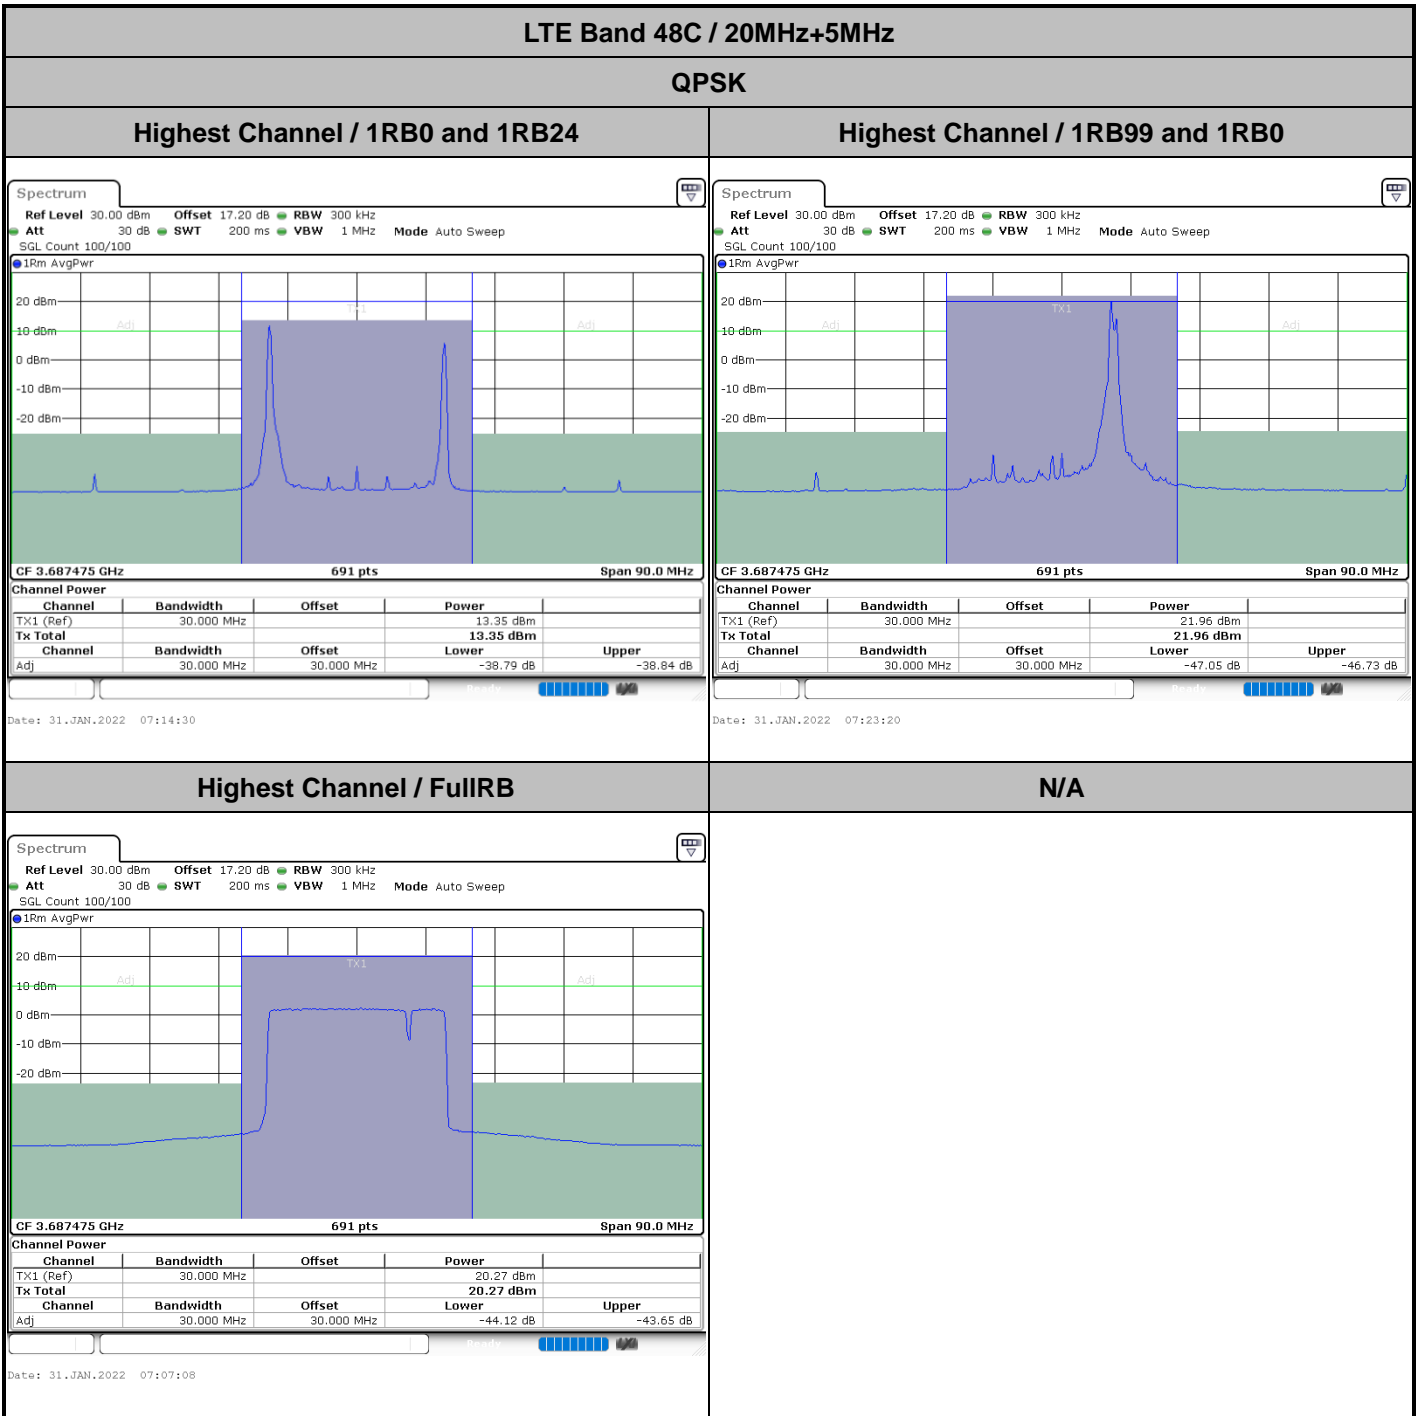 LTE Band 48C / 20MHz+5MHz
QPSK
Highest Channel / 1RB0 and 1RB24
Highest Channel / 1RB99 and 1RB0
Spectrum
Ref Level 30.00 dBm Offset 17.20 dB RBW 300 kHz
Att 30 dB SWT 200 ms VBW 1 MHz Mode Auto Sweep
SGL Count 100/100
1Rm AvgPwr
TX1
20 dBm
Adj
Adj
10 dBm
0 dBm
-10 dBm
-20 dBm
CF 3.687475 GHz 691 pts Span 90.0 MHz
Channel Power
Channel Bandwidth Offset Power
TX1 (Ref) 30.000 MHz 13.35 dBm
Tx Total 13.35 dBm
Channel Bandwidth Offset Lower Upper
Adj 30.000 MHz 30.000 MHz -38.79 dB -38.84 dB
Ready
Date: 31.JAN.2022 07:14:30
Spectrum
Ref Level 30.00 dBm Offset 17.20 dB RBW 300 kHz
Att 30 dB SWT 200 ms VBW 1 MHz Mode Auto Sweep
SGL Count 100/100
1Rm AvgPwr
20 dBm
TX1
Adj
Adj
10 dBm
0 dBm
-10 dBm
-20 dBm
CF 3.687475 GHz 691 pts Span 90.0 MHz
Channel Power
Channel Bandwidth Offset Power
TX1 (Ref) 30.000 MHz 21.96 dBm
Tx Total 21.96 dBm
Channel Bandwidth Offset Lower Upper
Adj 30.000 MHz 30.000 MHz -47.05 dB -46.73 dB
Ready
Date: 31.JAN.2022 07:23:20
Highest Channel / FullRB
N/A
Spectrum
Ref Level 30.00 dBm Offset 17.20 dB RBW 300 kHz
Att 30 dB SWT 200 ms VBW 1 MHz Mode Auto Sweep
SGL Count 100/100
1Rm AvgPwr
20 dBm
TX1
Adj
Adj
10 dBm
0 dBm
-10 dBm
-20 dBm
CF 3.687475 GHz 691 pts Span 90.0 MHz
Channel Power
Channel Bandwidth Offset Power
TX1 (Ref) 30.000 MHz 20.27 dBm
Tx Total 20.27 dBm
Channel Bandwidth Offset Lower Upper
Adj 30.000 MHz 30.000 MHz -44.12 dB -43.65 dB
Ready
Date: 31.JAN.2022 07:07:08